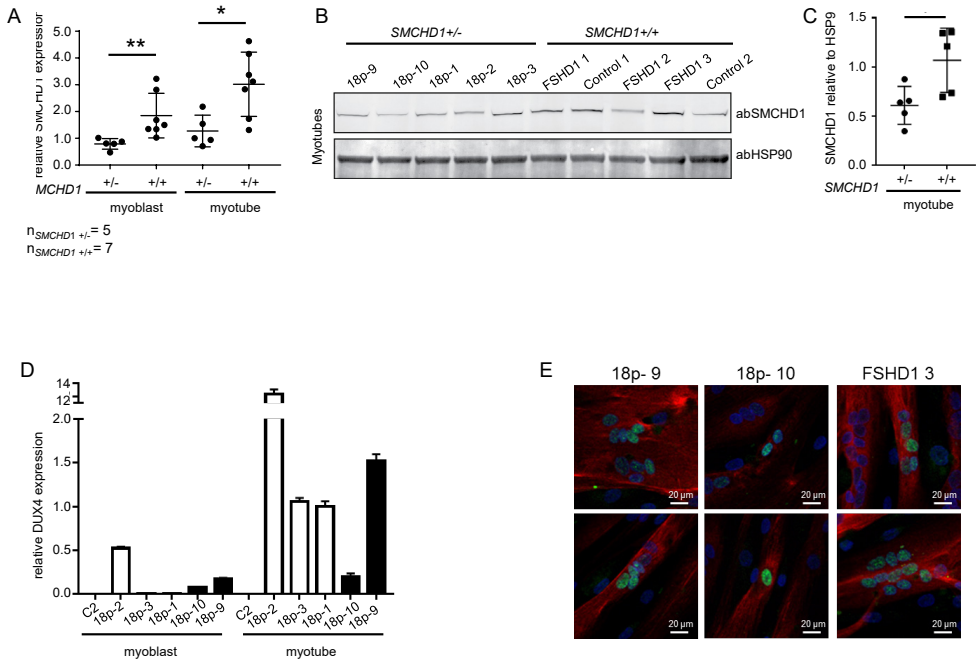 A
relative SMCHD1 expression
5.0
4.0
3.0
2.0
1.0
0.0
**
*
MCHD1
+/-
+/+
+/-
+/+
myoblast
myotube
nSMCHD1 +/-= 5
nSMCHD1 +/+= 7
B
SMCHD1+/-
SMCHD1+/+
18p-9
18p-10
18p-1
18p-2
18p-3
FSHD1 1
Control 1
FSHD1 2
FSHD1 3
Control 2
Myotubes
abSMCHD1
abHSP90
C
SMCHD1 relative to HSP9
1.5
1.0
0.5
0.0
SMCHD1
+/-
+/+
myotube
D
relative DUX4 expression
14
12
2.0
1.5
1.0
0.5
0.0
C2
18p-2
18p-3
18p-1
18p-10
18p-9
C2
18p-2
18p-3
18p-1
18p-10
18p-9
myoblast
myotube
E
18p- 9
18p- 10
FSHD1 3
20 µm
20 µm
20 µm
20 µm
20 µm
20 µm